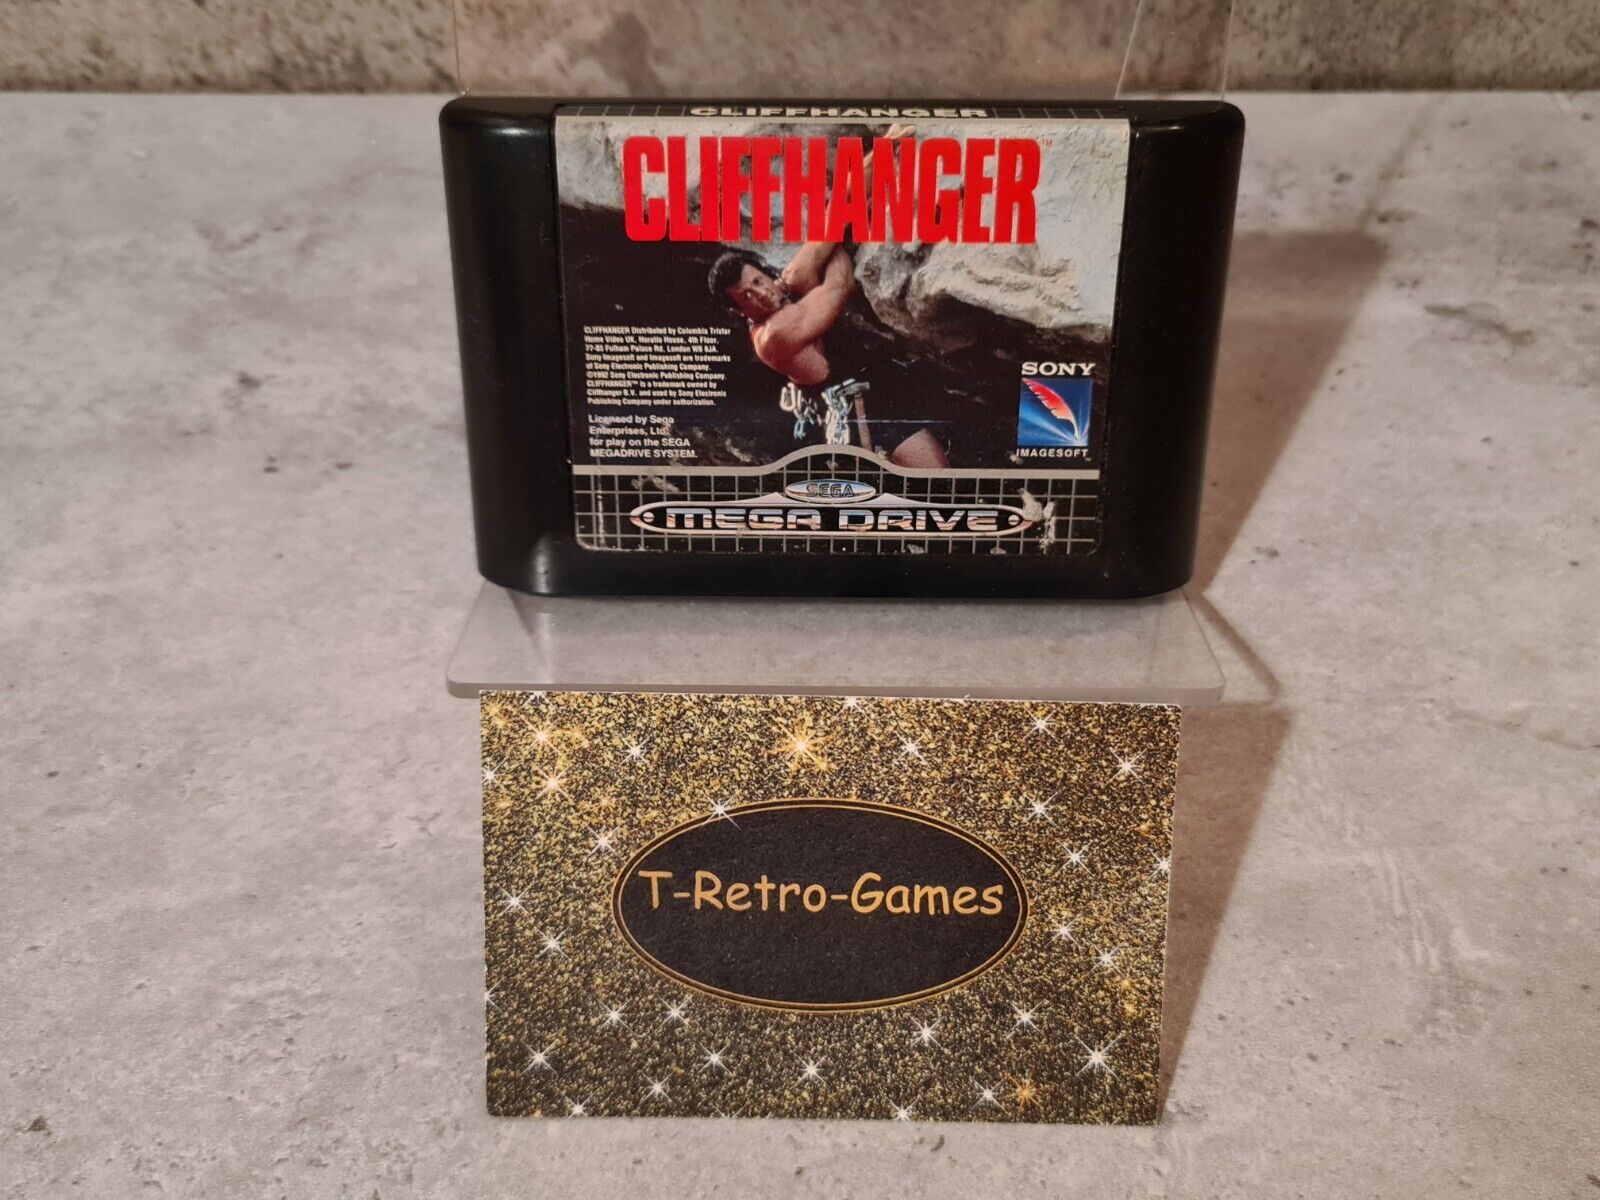 CLIFFHANGER
CLIFFHANGER™
CLIFFHANGER Distributed by Columbia Tristar
Home Video UK, Horatio House, 4th Floor,
77-85 Fulham Palace Rd. London W6 8JA.
Sony Imagesoft and Imagesoft are trademarks
of Sony Electronic Publishing Company.
©1992 Sony Electronic Publishing Company.
CLIFFHANGER™ is a trademark owned by
Cliffhanger B.V. and used by Sony Electronic
Publishing Company under authorization.
Licensed by Sega
Enterprises, Ltd.
for play on the SEGA
MEGADRIVE SYSTEM.
SONY
IMAGESOFT™
SEGA
MEGA DRIVE
T-Retro-Games